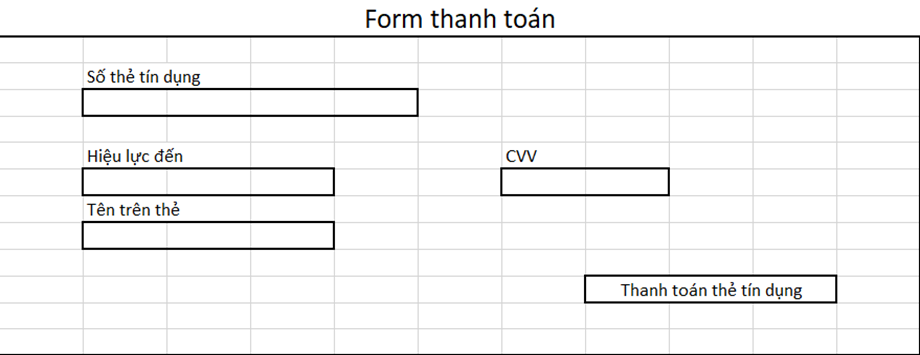 Form thanh toán
Số thẻ tín dụng
Hiệu lực đến
CVV
Tên trên thẻ
Thanh toán thẻ tín dụng